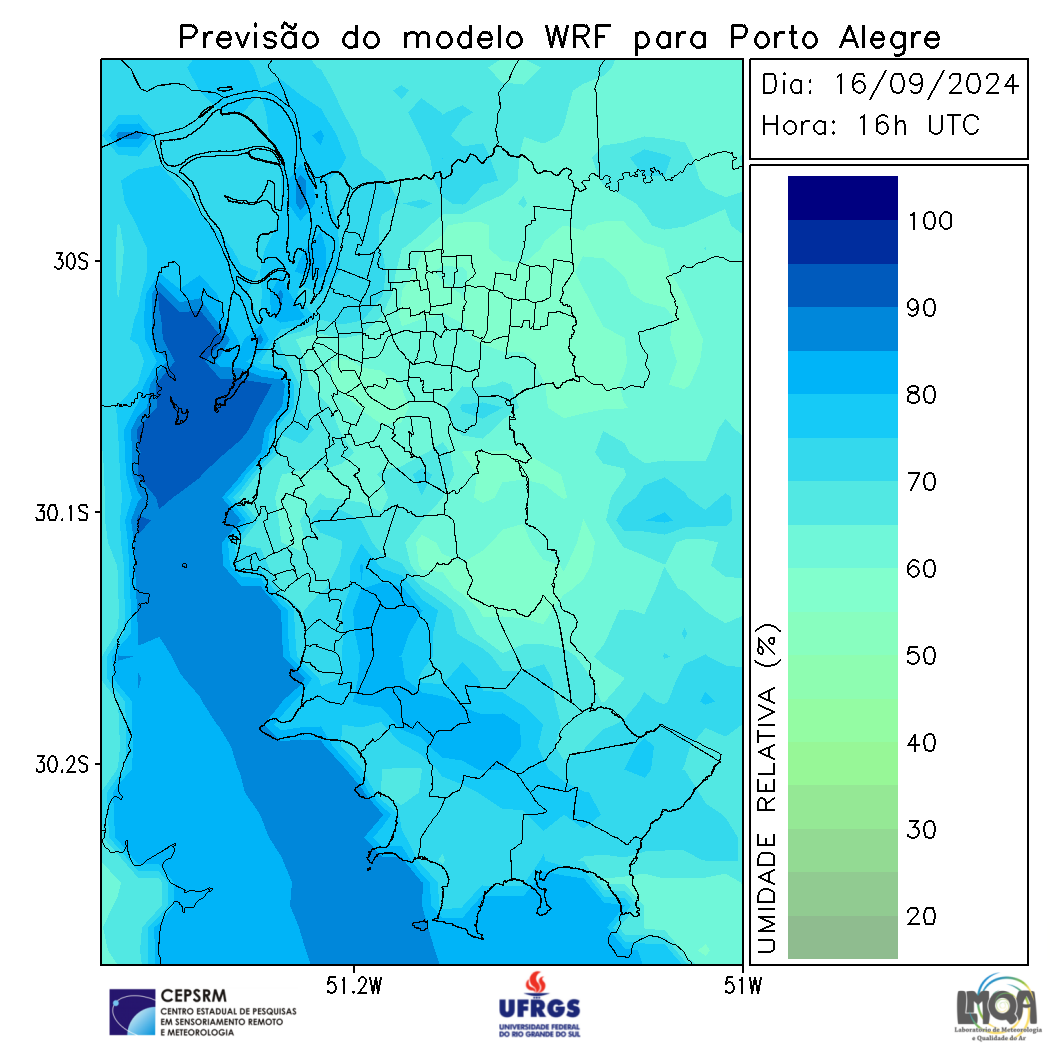 Previsão do modelo WRF para Porto Alegre
Dia: 16/09/2024
Hora: 16h UTC
30S
30.1S
30.2S
51.2W
51W
100
90
80
70
60
50
40
30
20
UMIDADE RELATIVA (%)
CEPSRM
CENTRO ESTADUAL DE PESQUISAS
EM SENSORIAMENTO REMOTO
E METEOROLOGIA
UFRGS
UNIVERSIDADE FEDERAL
DO RIO GRANDE DO SUL
LMQA
Laboratório de Meteorologia
e Qualidade do Ar